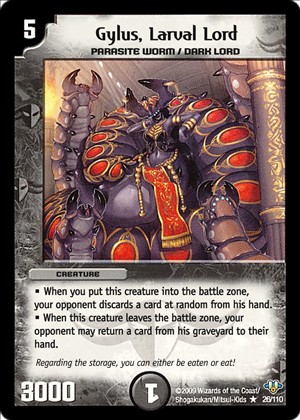 5
Gylus, Larval Lord
PARASITE WORM / DARK LORD
CREATURE
▪ When you put this creature into the battle zone,
your opponent discards a card at random from his hand.
▪ When this creature leaves the battle zone, your
opponent may return a card from his graveyard to their
hand.
Regarding the storage, you can either be eaten or eat!
3000
1
©2009 Wizards of the Coast/
Shogakukan/Mitsui-Kids ★ 26/110